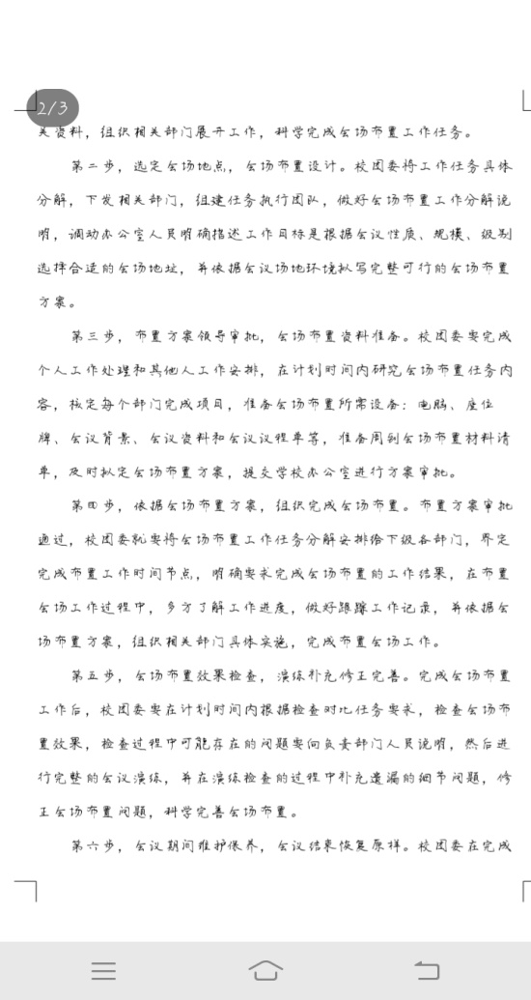 2/3
关资料，组织相关部门展开工作，科学完成会场布置工作任务。
第二步，选定会场地点，会场布置设计。校团委将工作任务具体
分解，下发相关部门，组建任务执行团队，做好会场布置工作分解说
明，调动办公室人员明确描述工作目标是根据会议性质、规模、级别
选择合适的会场地址，并依据会议场地环境拟写完整可行的会场布置
方案。
第三步，布置方案领导审批，会场布置资料准备。校团委要完成
个人工作处理和其他人工作安排，在计划时间内研究会场布置任务内
容，核定每个部门完成项目，准备会场布置所需设备：电脑、座位
牌、会议背景、会议资料和会议议程单等，准备周到会场布置材料清
单，及时拟定会场布置方案，提交学校办公室进行方案审批。
第四步，依据会场布置方案，组织完成会场布置。布置方案审批
通过，校团委就要将会场布置工作任务分解安排给下级各部门，界定
完成布置工作时间节点，明确要求完成会场布置的工作结果，在布置
会场工作过程中，多方了解工作进度，做好跟踪工作记录，并依据会
场布置方案，组织相关部门具体实施，完成布置会场工作。
第五步，会场布置效果检查，演练补充修正完善。完成会场布置
工作后，校团委要在计划时间内根据检查对比任务要求，检查会场布
置效果，检查过程中可能存在的问题要向负责部门人员说明，然后进
行完整的会议演练，并在演练检查的过程中补充遗漏的细节问题，修
正会场布置问题，科学完善会场布置。
第六步，会议期间维护保养，会议结束恢复原样。校团委在完成